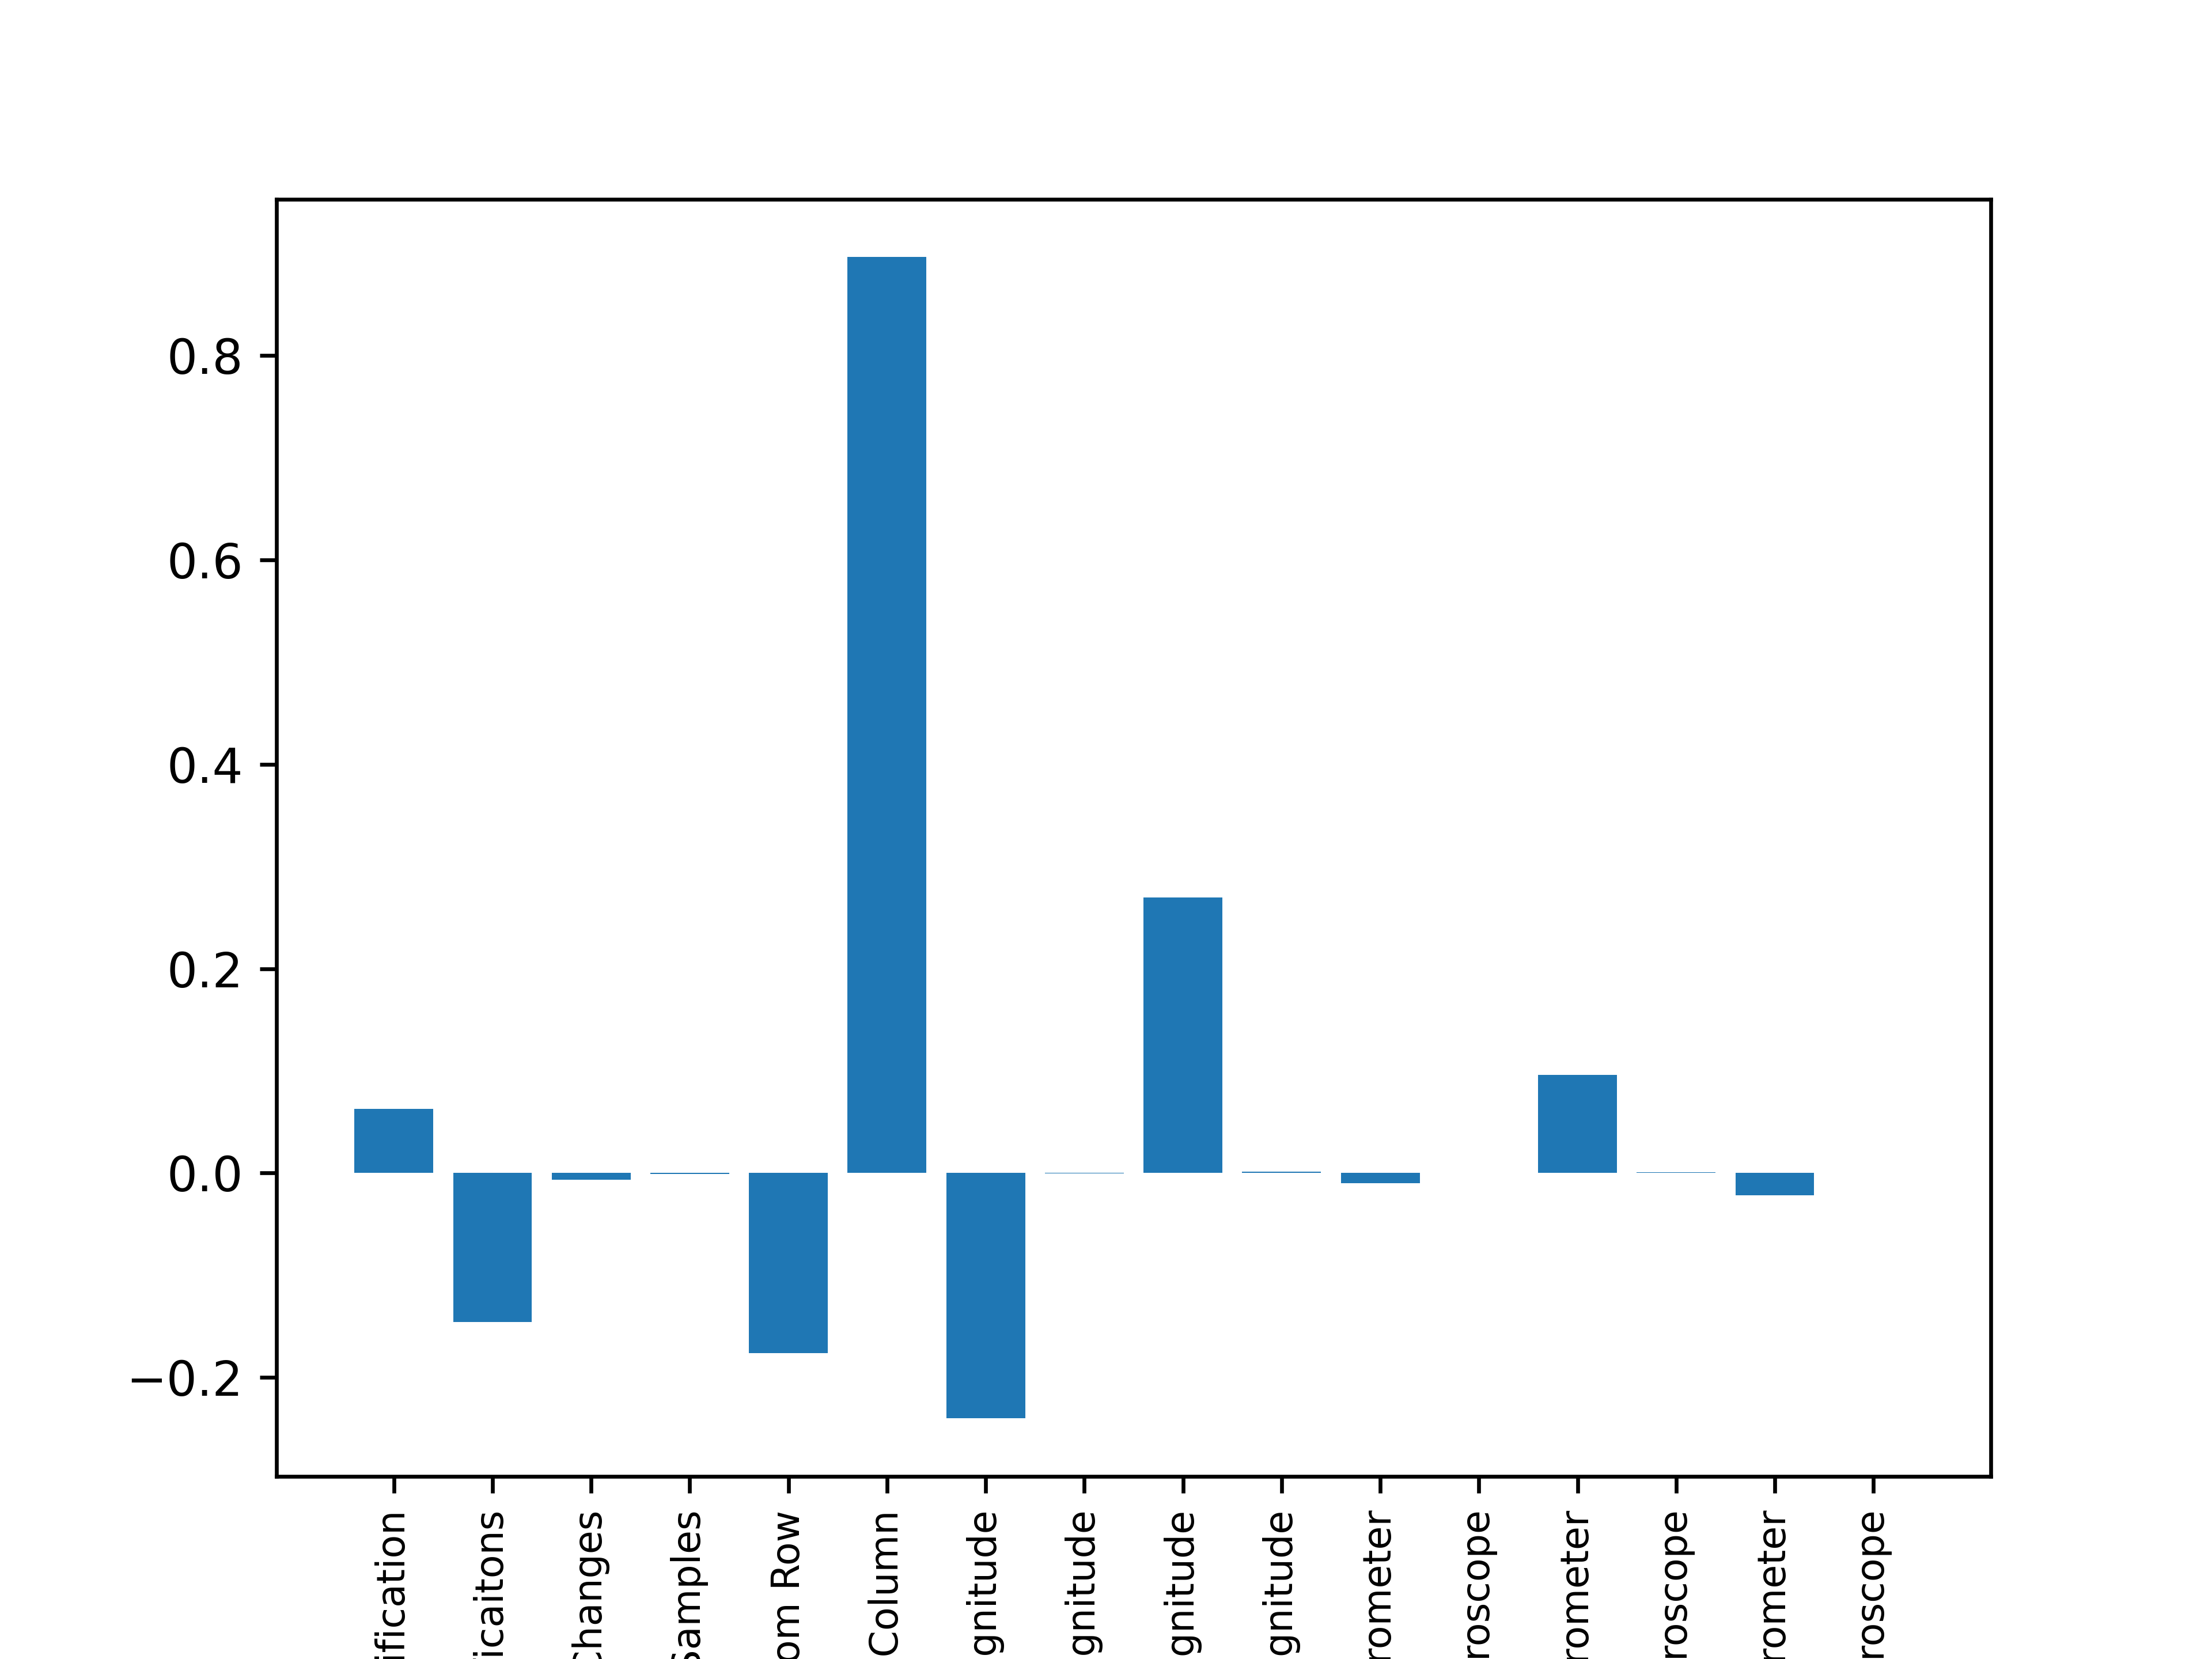 0.8
0.6
0.4
0.2
0.0
−0.2
ification
icaitons
Changes
Samples
om Row
Column
gnitude
gnitude
gnitude
gnitude
rometer
roscope
rometer
roscope
rometer
roscope